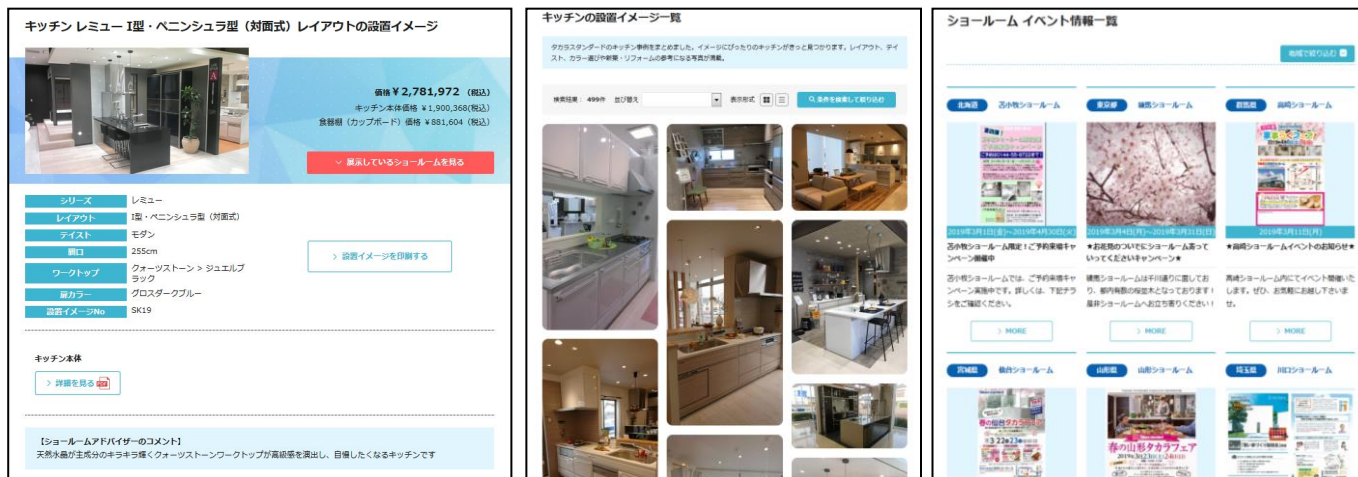 キッチン レミュー I型・ペニンシュラ型（対面式）レイアウトの設置イメージ
価格 ¥ 2,781,972 （税込）
キッチン本体価格 ¥ 1,900,368(税込)
食器棚（カップボード）価格 ¥ 881,604（税込）
展示しているショールームを見る
シリーズ レミュー
レイアウト I型・ペニンシュラ型（対面式）
テイスト モダン
間口 255cm
ワークトップ クォーツストーン > ジュエルブ
ラック
扉カラー グロスダークブルー
設置イメージNo SK19
> 設置イメージを印刷する
キッチン本体
> 詳細を見る PDF
【ショールームアドバイザーのコメント】
天然水晶が主成分のキラキラ輝くクォーツストーンワークトップが高級感を演出し、自慢したくなるキッチンです
キッチンの設置イメージ一覧
タカラスタンダードのキッチン事例をまとめました。イメージにぴったりのキッチンがきっと見つかります。レイアウト、テイ
スト、カラー選びや新築・リフォームの参考になる写真が満載。
検索結果： 499件 並び替え 表示形式 条件を検索して絞り込む
ショールーム イベント情報一覧
地域で絞り込む
北海道 苫小牧ショールーム
2019年3月1日(金)～2019年4月30日(火)
苫小牧ショールーム限定！ご予約来場キャ
ンペーン開催中
苫小牧ショールームでは、ご予約来場キャ
ンペーン実施中です。詳しくは、下記チラ
シをご確認ください。
> MORE
東京都 練馬ショールーム
2019年3月4日(月)～2019年3月31日(日)
★お花見のついでにショールーム寄って
いってくださいキャンペーン★
練馬ショールームは千川通りに面してお
り、都内有数の桜並木となっております！
是非ショールームへお立ち寄りください！
> MORE
群馬県 高崎ショールーム
2019年3月11日(月)
★高崎ショールームイベントのお知らせ★
高崎ショールーム内にてイベント開催いた
します。ぜひ、お気軽にお越し下さいま
せ。
> MORE
宮城県 仙台ショールーム
春の仙台タカラフェア
山形県 山形ショールーム
春の山形タカラフェア
埼玉県 川口ショールーム